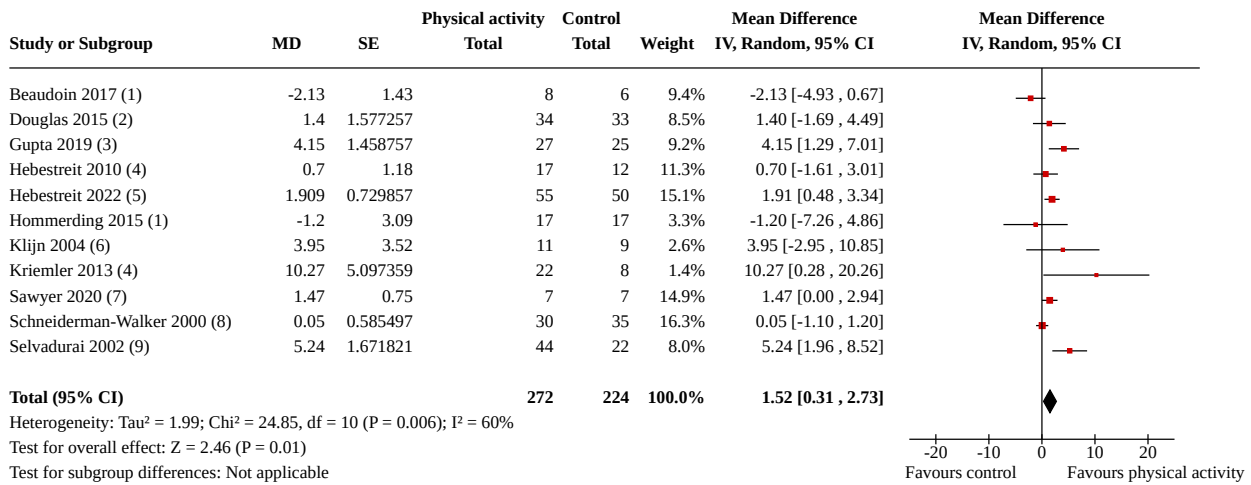 Physical activity Control Mean Difference Mean Difference
Study or Subgroup MD SE Total Total Weight IV, Random, 95% CI IV, Random, 95% CI
Beaudoin 2017 (1) -2.13 1.43 8 6 9.4% -2.13 [-4.93 , 0.67]
Douglas 2015 (2) 1.4 1.577257 34 33 8.5% 1.40 [-1.69 , 4.49]
Gupta 2019 (3) 4.15 1.458757 27 25 9.2% 4.15 [1.29 , 7.01]
Hebestreit 2010 (4) 0.7 1.18 17 12 11.3% 0.70 [-1.61 , 3.01]
Hebestreit 2022 (5) 1.909 0.729857 55 50 15.1% 1.91 [0.48 , 3.34]
Hommerding 2015 (1) -1.2 3.09 17 17 3.3% -1.20 [-7.26 , 4.86]
Klijn 2004 (6) 3.95 3.52 11 9 2.6% 3.95 [-2.95 , 10.85]
Kriemler 2013 (4) 10.27 5.097359 22 8 1.4% 10.27 [0.28 , 20.26]
Sawyer 2020 (7) 1.47 0.75 7 7 14.9% 1.47 [0.00 , 2.94]
Schneiderman-Walker 2000 (8) 0.05 0.585497 30 35 16.3% 0.05 [-1.10 , 1.20]
Selvadurai 2002 (9) 5.24 1.671821 44 22 8.0% 5.24 [1.96 , 8.52]
Total (95% CI) 272 224 100.0% 1.52 [0.31 , 2.73]
Heterogeneity: Tau² = 1.99; Chi² = 24.85, df = 10 (P = 0.006); I² = 60%
Test for overall effect: Z = 2.46 (P = 0.01) -20 -10 0 10 20
Test for subgroup differences: Not applicable Favours control Favours physical activity